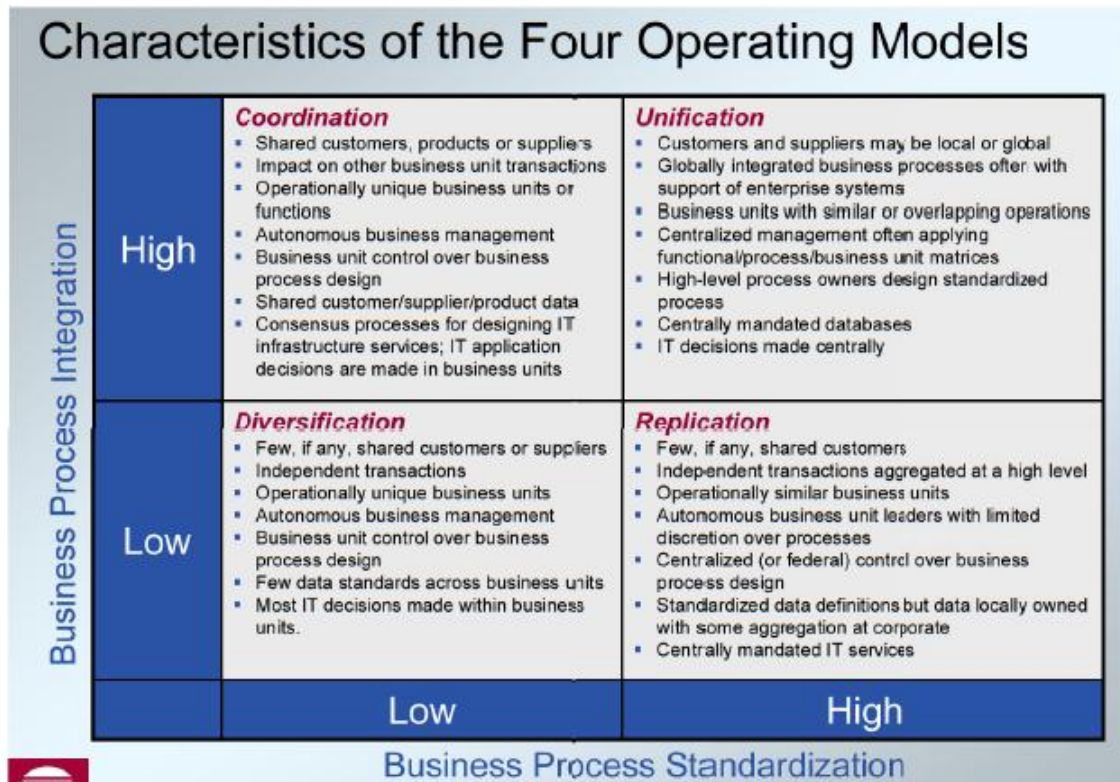 Characteristics of the Four Operating Models
Business Process Integration
High
Coordination
▪ Shared customers, products or suppliers
▪ Impact on other business unit transactions
▪ Operationally unique business units or
functions
▪ Autonomous business management
▪ Business unit control over business
process design
▪ Shared customer/supplier/product data
▪ Consensus processes for designing IT
infrastructure services; IT application
decisions are made in business units
Unification
▪ Customers and suppliers may be local or global
▪ Globally integrated business processes often with
support of enterprise systems
▪ Business units with similar or overlapping operations
▪ Centralized management often applying
functional/process/business unit matrices
▪ High-level process owners design standardized
process
▪ Centrally mandated databases
▪ IT decisions made centrally
Low
Diversification
▪ Few, if any, shared customers or suppliers
▪ Independent transactions
▪ Operationally unique business units
▪ Autonomous business management
▪ Business unit control over business
process design
▪ Few data standards across business units
▪ Most IT decisions made within business
units.
Replication
▪ Few, if any, shared customers
▪ Independent transactions aggregated at a high level
▪ Operationally similar business units
▪ Autonomous business unit leaders with limited
discretion over processes
▪ Centralized (or federal) control over business
process design
▪ Standardized data definitions but data locally owned
with some aggregation at corporate
▪ Centrally mandated IT services
Low
High
Business Process Standardization